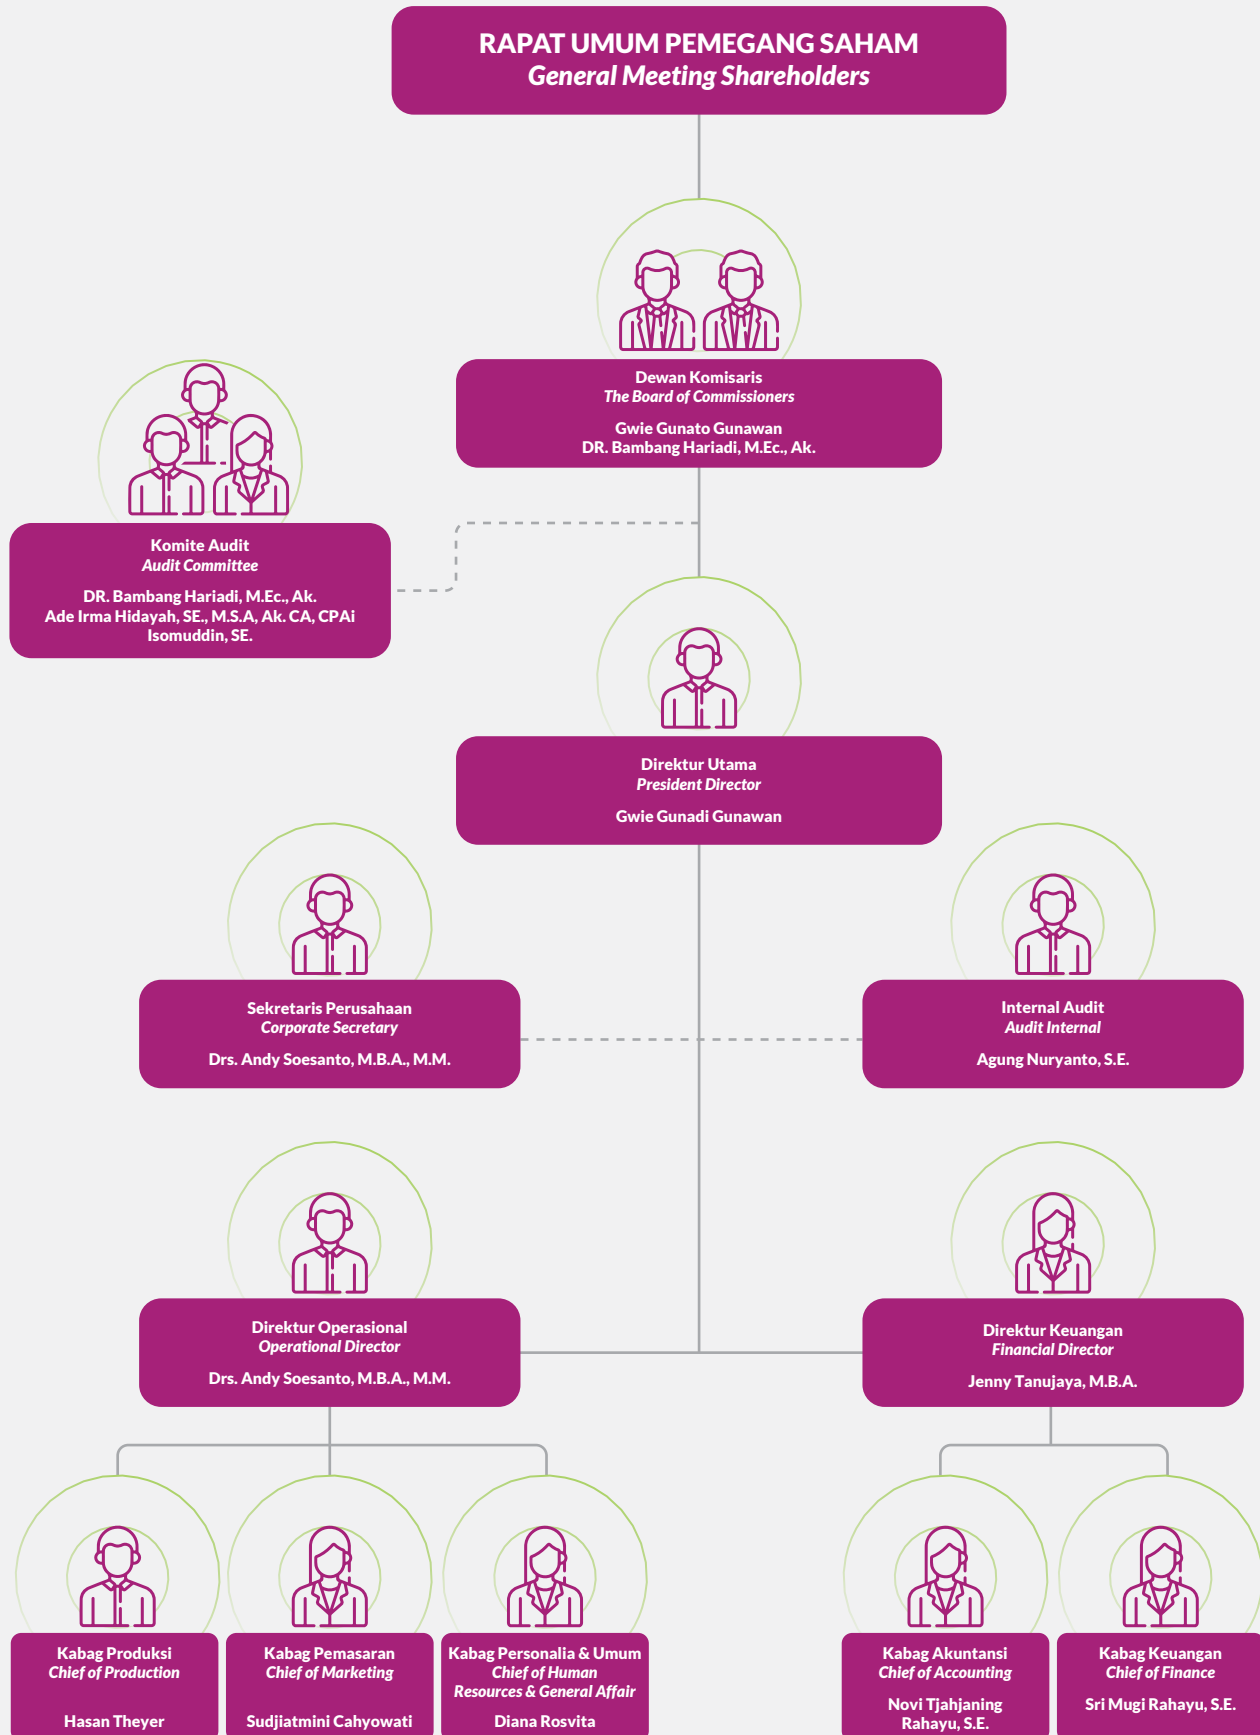 RAPAT UMUM PEMEGANG SAHAM
General Meeting Shareholders
Dewan Komisaris
The Board of Commissioners
Gwie Gunato Gunawan
DR. Bambang Hariadi, M.Ec., Ak.
Komite Audit
Audit Committee
DR. Bambang Hariadi, M.Ec., Ak.
Ade Irma Hidayah, SE., M.S.A, Ak. CA, CPAi
Isomuddin, SE.
Direktur Utama
President Director
Gwie Gunadi Gunawan
Sekretaris Perusahaan
Corporate Secretary
Drs. Andy Soesanto, M.B.A., M.M.
Internal Audit
Audit Internal
Agung Nuryanto, S.E.
Direktur Operasional
Operational Director
Drs. Andy Soesanto, M.B.A., M.M.
Direktur Keuangan
Financial Director
Jenny Tanujaya, M.B.A.
Kabag Produksi
Chief of Production
Hasan Theyer
Kabag Pemasaran
Chief of Marketing
Sudjiatmini Cahyowati
Kabag Personalia & Umum
Chief of Human
Resources & General Affair
Diana Rosvita
Kabag Akuntansi
Chief of Accounting
Novi Tjahjaning
Rahayu, S.E.
Kabag Keuangan
Chief of Finance
Sri Mugi Rahayu, S.E.